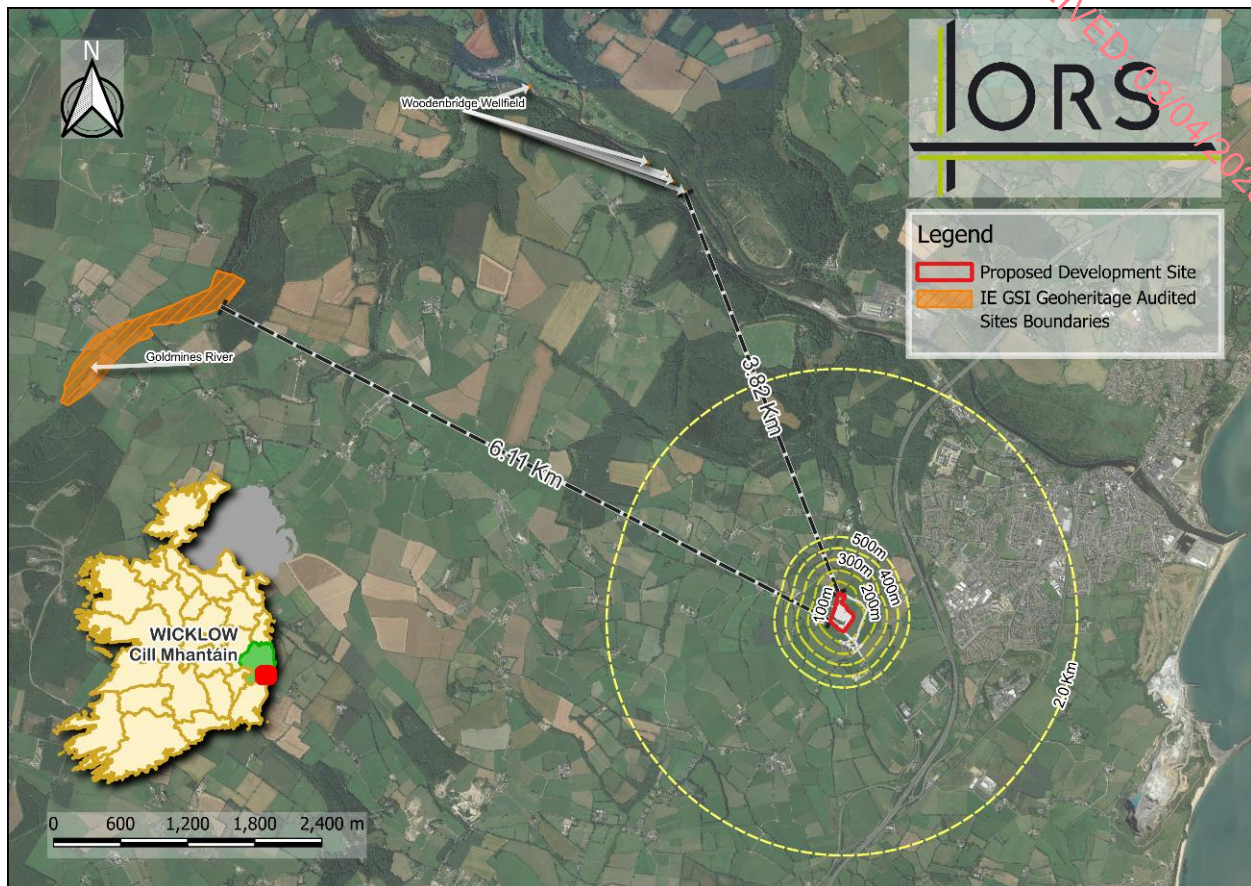 N
Woodenbridge Wellfield
IORS
Legend
Proposed Development Site
IE GSI Geoheritage Audited
Sites Boundaries
Goldmines River
3.82 Km
6.11 Km
500m
300m
400m
200m
100m
2.0 Km
WICKLOW
Cill Mhantáin
0 600 1,200 1,800 2,400 m